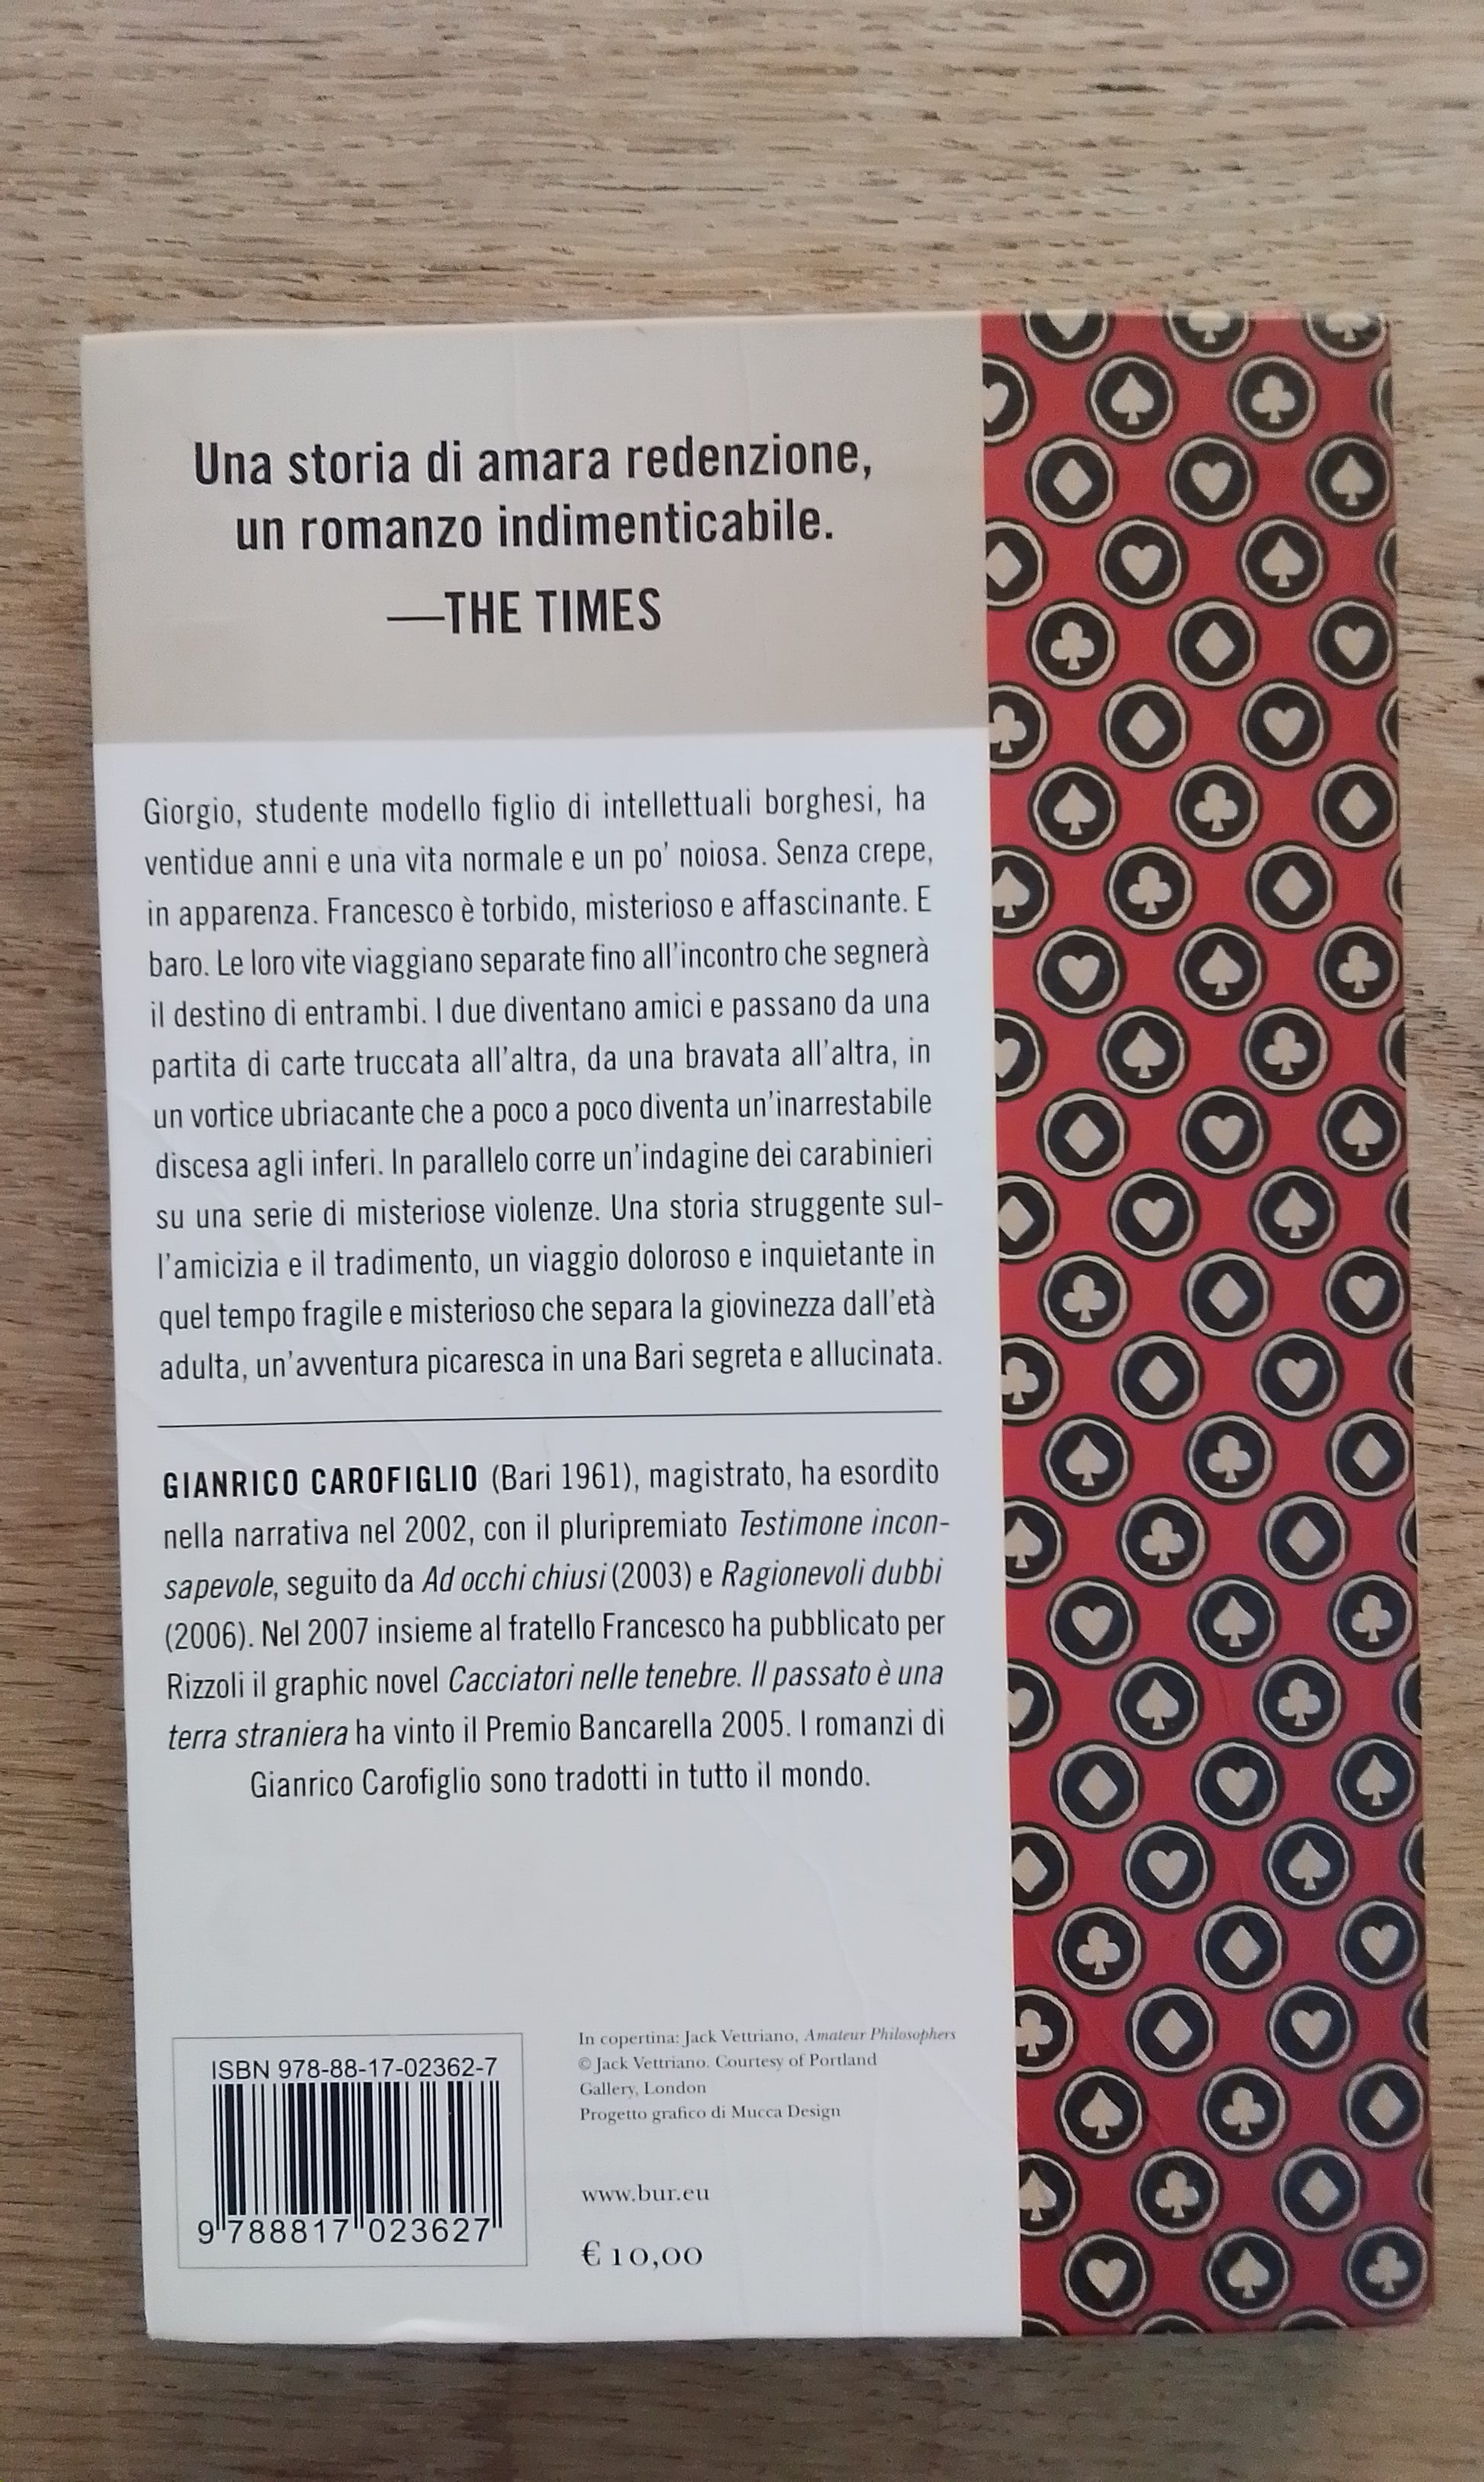 Una storia di amara redenzione,
un romanzo indimenticabile.
—THE TIMES
Giorgio, studente modello figlio di intellettuali borghesi, ha
ventidue anni e una vita normale e un po' noiosa. Senza crepe,
in apparenza. Francesco è torbido, misterioso e affascinante. E
baro. Le loro vite viaggiano separate fino all'incontro che segnerà
il destino di entrambi. I due diventano amici e passano da una
partita di carte truccata all'altra, da una bravata all'altra, in
un vortice ubriacante che a poco a poco diventa un'inarrestabile
discesa agli inferi. In parallelo corre un'indagine dei carabinieri
su una serie di misteriose violenze. Una storia struggente sul-
l'amicizia e il tradimento, un viaggio doloroso e inquietante in
quel tempo fragile e misterioso che separa la giovinezza dall'età
adulta, un'avventura picaresca in una Bari segreta e allucinata.
GIANRICO CAROFIGLIO (Bari 1961), magistrato, ha esordito
nella narrativa nel 2002, con il pluripremiato Testimone incon-
sapevole, seguito da Ad occhi chiusi (2003) e Ragionevoli dubbi
(2006). Nel 2007 insieme al fratello Francesco ha pubblicato per
Rizzoli il graphic novel Cacciatori nelle tenebre. Il passato è una
terra straniera ha vinto il Premio Bancarella 2005. I romanzi di
Gianrico Carofiglio sono tradotti in tutto il mondo.
ISBN 978-88-17-02362-7
9 788817 023627
In copertina: Jack Vettriano, Amateur Philosophers
© Jack Vettriano. Courtesy of Portland
Gallery, London
Progetto grafico di Mucca Design
www.bur.eu
€ 10,00